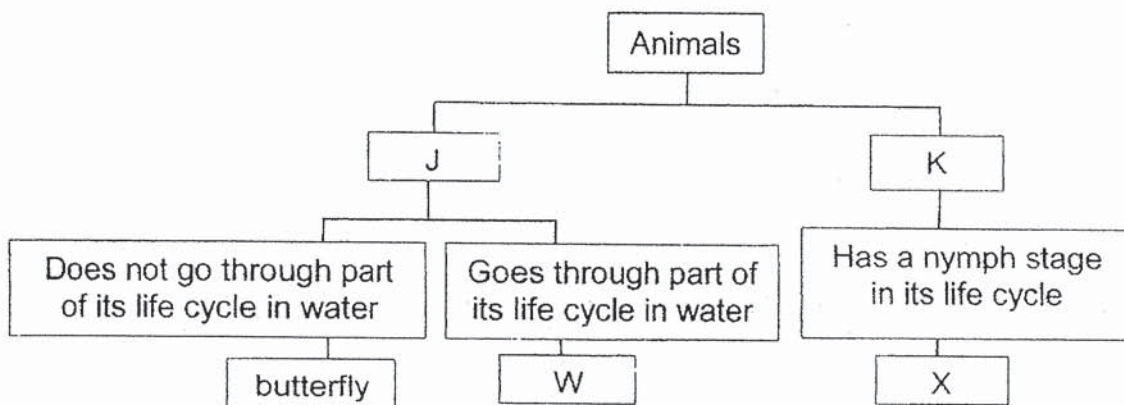 Animals
J
K
Does not go through part
of its life cycle in water
Goes through part of
its life cycle in water
Has a nymph stage
in its life cycle
butterfly
W
X